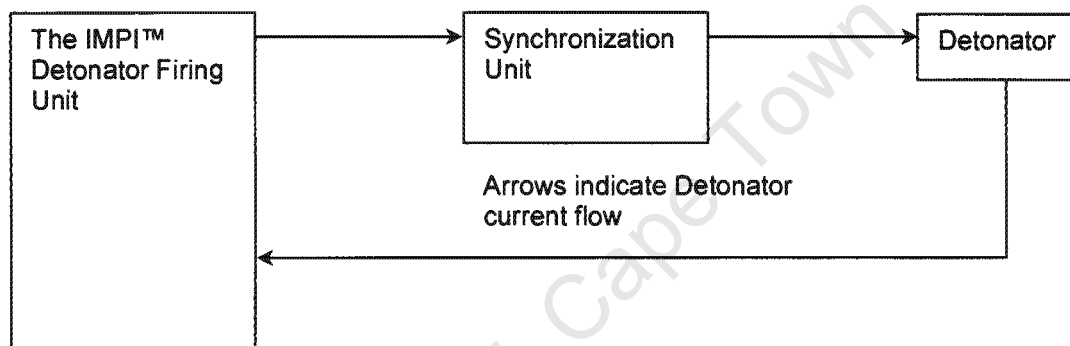 The IMPI™
Detonator Firing
Unit
Synchronization
Unit
Detonator
Arrows indicate Detonator
current flow
Cape Town